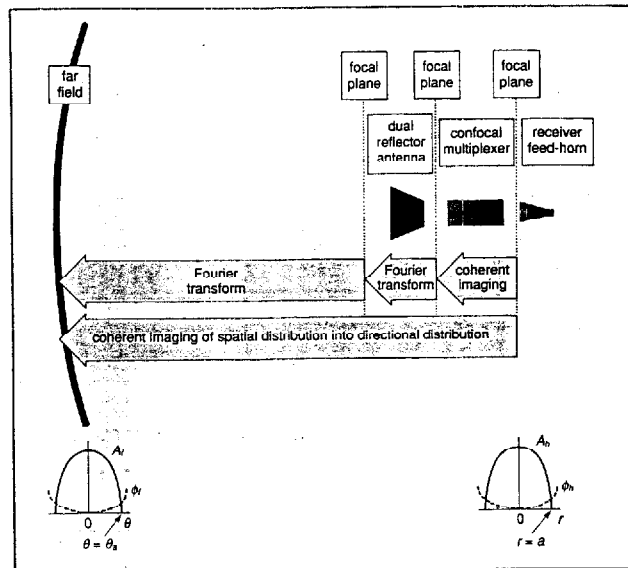 far
field
focal
plane
focal
plane
focal
plane
dual
reflector
antenna
confocal
multiplexer
receiver
feed-horn
Fourier
transform
Fourier
transform
coherent
imaging
coherent imaging of spatial distribution into directional distribution
A_f
ϕ_f
0
θ
θ = θ_a
A_h
ϕ_h
0
r
r = a